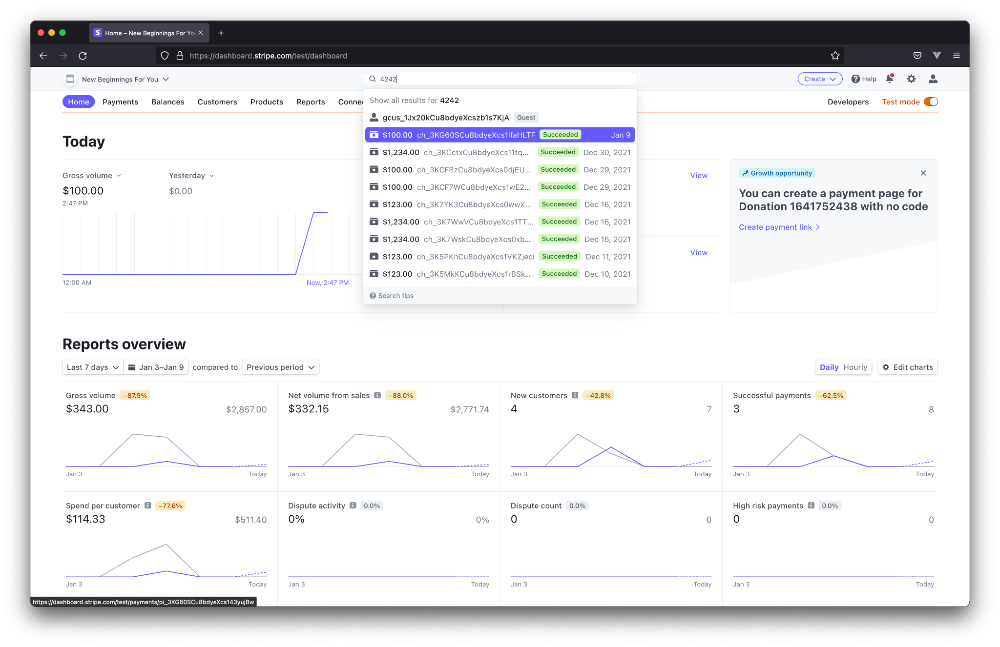 Home – New Beginnings For You
https://dashboard.stripe.com/test/dashboard
New Beginnings For You
4242
Create
Help
Home Payments Balances Customers Products Reports Connec
Developers Test mode
Show all results for 4242
gcus_1Jx20kCu8bdyeXcszb1s7KjA Guest
$100.00 ch_3KG60SCu8bdyeXcs1lfaHLTF Succeeded Jan 9
$1,234.00 ch_3KCctxCu8bdyeXcs11tq... Succeeded Dec 30, 2021
$100.00 ch_3KCF8zCu8bdyeXcs0djEU... Succeeded Dec 29, 2021
$100.00 ch_3KCF7WCu8bdyeXcs1wE2... Succeeded Dec 29, 2021
$123.00 ch_3K7YK3Cu8bdyeXcs0wwX... Succeeded Dec 16, 2021
$1,234.00 ch_3K7WwVCu8bdyeXcs1TT... Succeeded Dec 16, 2021
$1,234.00 ch_3K7WskCu8bdyeXcs0xb... Succeeded Dec 16, 2021
$123.00 ch_3K5PKnCu8bdyeXcs1VKZjeci Succeeded Dec 11, 2021
$123.00 ch_3K5MkKCu8bdyeXcs1rBSk... Succeeded Dec 10, 2021
Search tips
Today
Gross volume
$100.00
2:47 PM
Yesterday
$0.00
12:00 AM
Now, 2:47 PM
View
View
Growth opportunity
You can create a payment page for
Donation 1641752438 with no code
Create payment link
Reports overview
Last 7 days Jan 3–Jan 9 compared to Previous period
Daily Hourly Edit charts
Gross volume –87.9%
$343.00 $2,857.00
Jan 3 Today
Net volume from sales –88.0%
$332.15 $2,771.74
Jan 3 Today
New customers –42.8%
4 7
Jan 3 Today
Successful payments –62.5%
3 8
Jan 3 Today
Spend per customer –77.6%
$114.33 $511.40
Jan 3 Today
Dispute activity 0.0%
0% 0%
Jan 3 Today
Dispute count 0.0%
0 0
Jan 3 Today
High risk payments 0.0%
0 0
Jan 3 Today
https://dashboard.stripe.com/test/payments/pi_3KG60SCu8bdyeXcs143yujBw